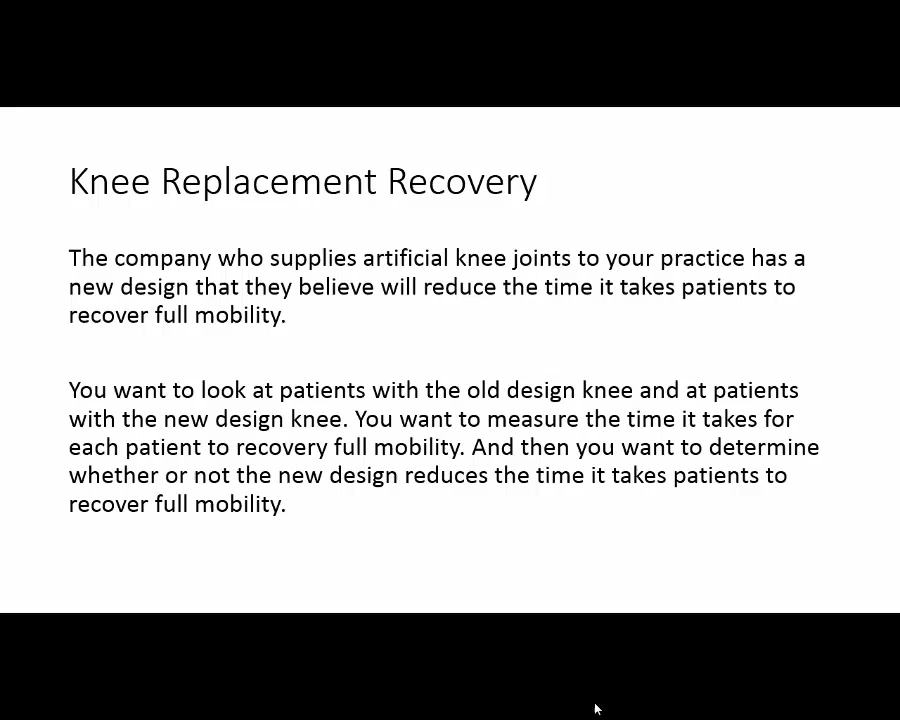 Knee Replacement Recovery
The company who supplies artificial knee joints to your practice has a
new design that they believe will reduce the time it takes patients to
recover full mobility.
You want to look at patients with the old design knee and at patients
with the new design knee. You want to measure the time it takes for
each patient to recovery full mobility. And then you want to determine
whether or not the new design reduces the time it takes patients to
recover full mobility.